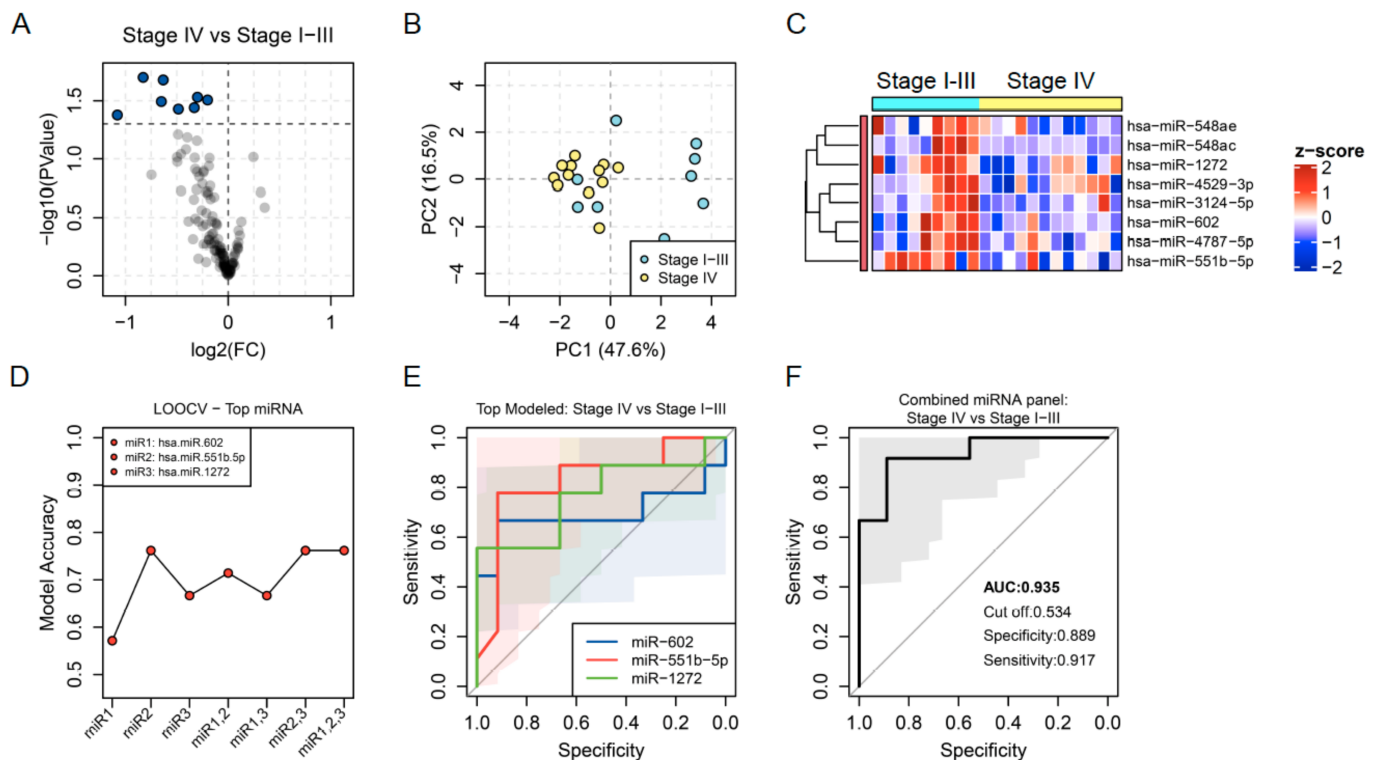 A
Stage IV vs Stage I−III
−log10(PValue)
1.5
1.0
0.5
0.0
−1
0
1
log2(FC)
B
PC2 (16.5%)
4
2
0
−2
−4
Stage I−III
Stage IV
−4
−2
0
2
4
PC1 (47.6%)
C
Stage I-III
Stage IV
hsa−miR−548ae
hsa−miR−548ac
hsa−miR−1272
hsa−miR−4529−3p
hsa−miR−3124−5p
hsa−miR−602
hsa−miR−4787−5p
hsa−miR−551b−5p
z−score
2
1
0
−1
−2
D
LOOCV − Top miRNA
miR1: hsa.miR.602
miR2: hsa.miR.551b.5p
miR3: hsa.miR.1272
Model Accuracy
1.0
0.9
0.8
0.7
0.6
0.5
miR1
miR2
miR3
miR1,2
miR1,3
miR2,3
miR1,2,3
E
Top Modeled: Stage IV vs Stage I−III
Sensitivity
1.0
0.8
0.6
0.4
0.2
0.0
miR−602
miR−551b−5p
miR−1272
1.0
0.8
0.6
0.4
0.2
0.0
Specificity
F
Combined miRNA panel:
Stage IV vs Stage I−III
Sensitivity
1.0
0.8
0.6
0.4
0.2
0.0
AUC:0.935
Cut off:0.534
Specificity:0.889
Sensitivity:0.917
1.0
0.8
0.6
0.4
0.2
0.0
Specificity